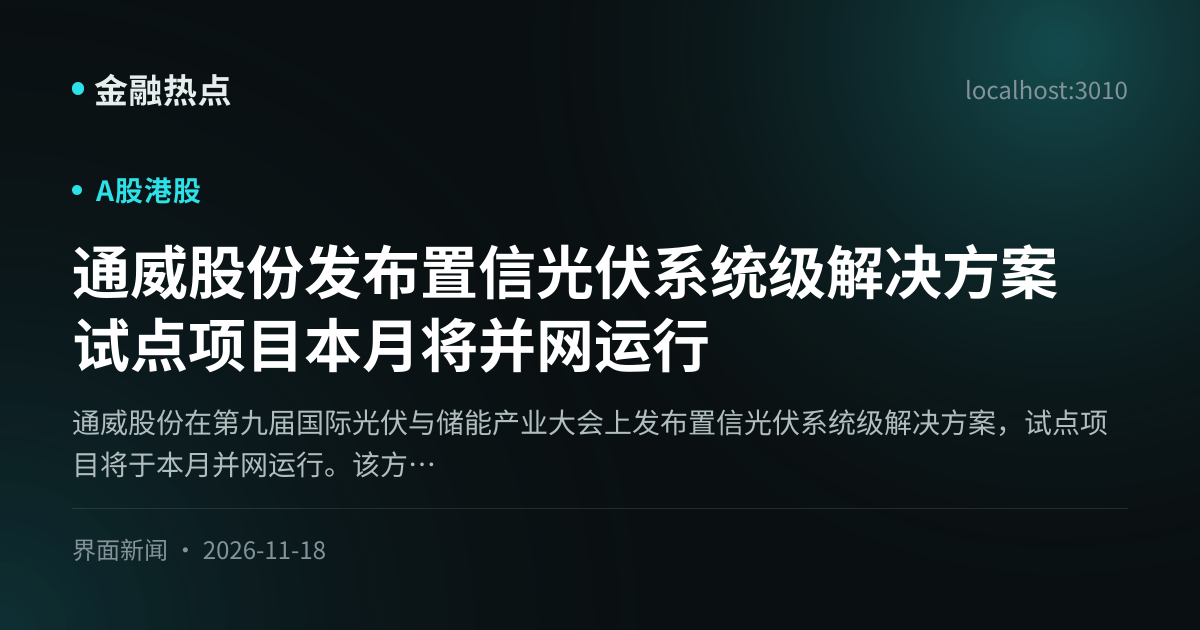 金融热点
localhost:3010
A股港股
通威股份发布置信光伏系统级解决方案
试点项目本月将并网运行
通威股份在第九届国际光伏与储能产业大会上发布置信光伏系统级解决方案，试点项
目将于本月并网运行。该方…
界面新闻 · 2026-11-18